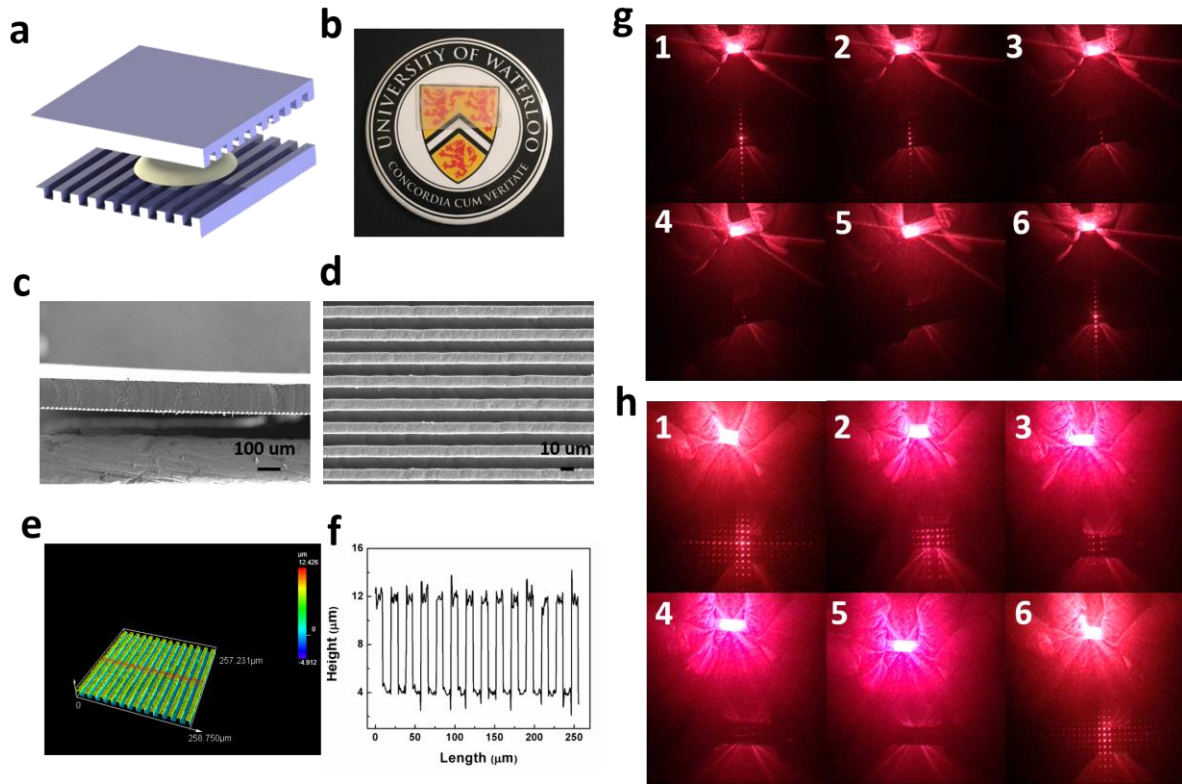 a
b
UNIVERSITY OF WATERLOO
CONCORDIA CUM VERITATE
c
100 um
d
10 um
e
µm
12.426
0
-4.912
257.231µm
0
258.750µm
f
16
12
8
4
Height (µm)
0
50
100
150
200
250
Length (µm)
g
1
2
3
4
5
6
h
1
2
3
4
5
6